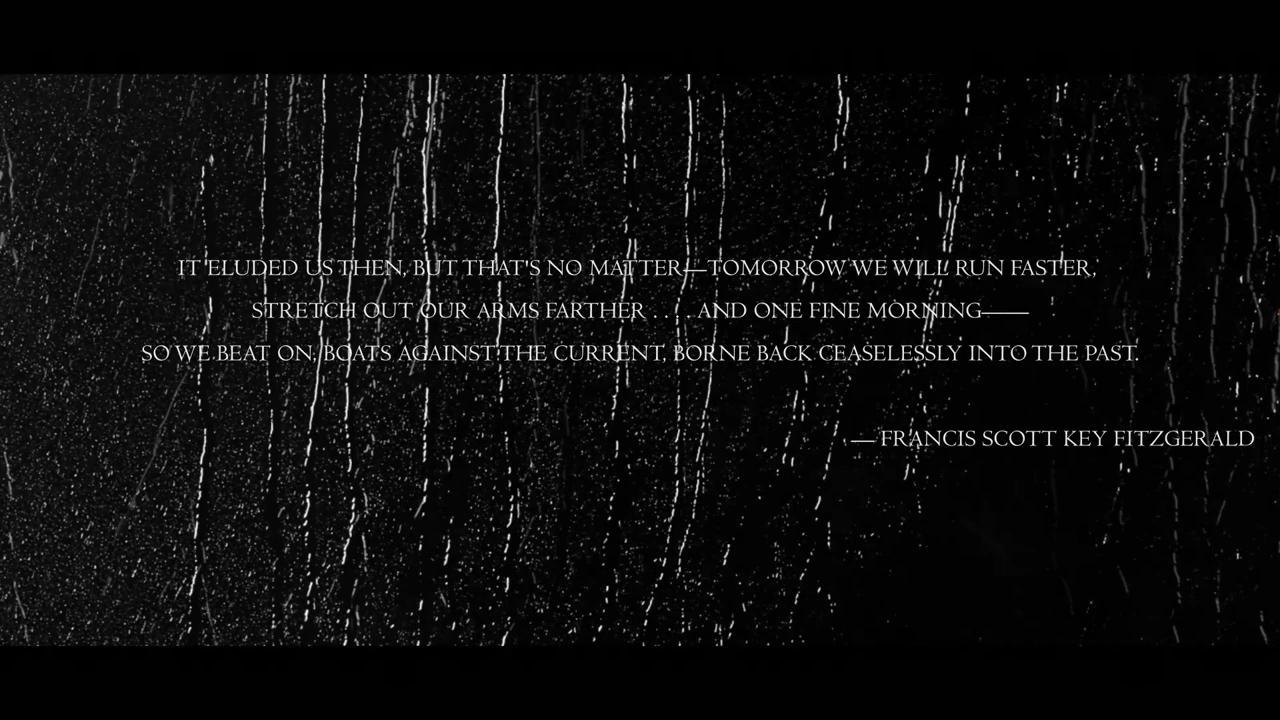 IT ELUDED US THEN, BUT THAT'S NO MATTER—TOMORROW WE WILL RUN FASTER,
STRETCH OUT OUR ARMS FARTHER . . . . AND ONE FINE MORNING——
SO WE BEAT ON, BOATS AGAINST THE CURRENT, BORNE BACK CEASELESSLY INTO THE PAST.
— FRANCIS SCOTT KEY FITZGERALD